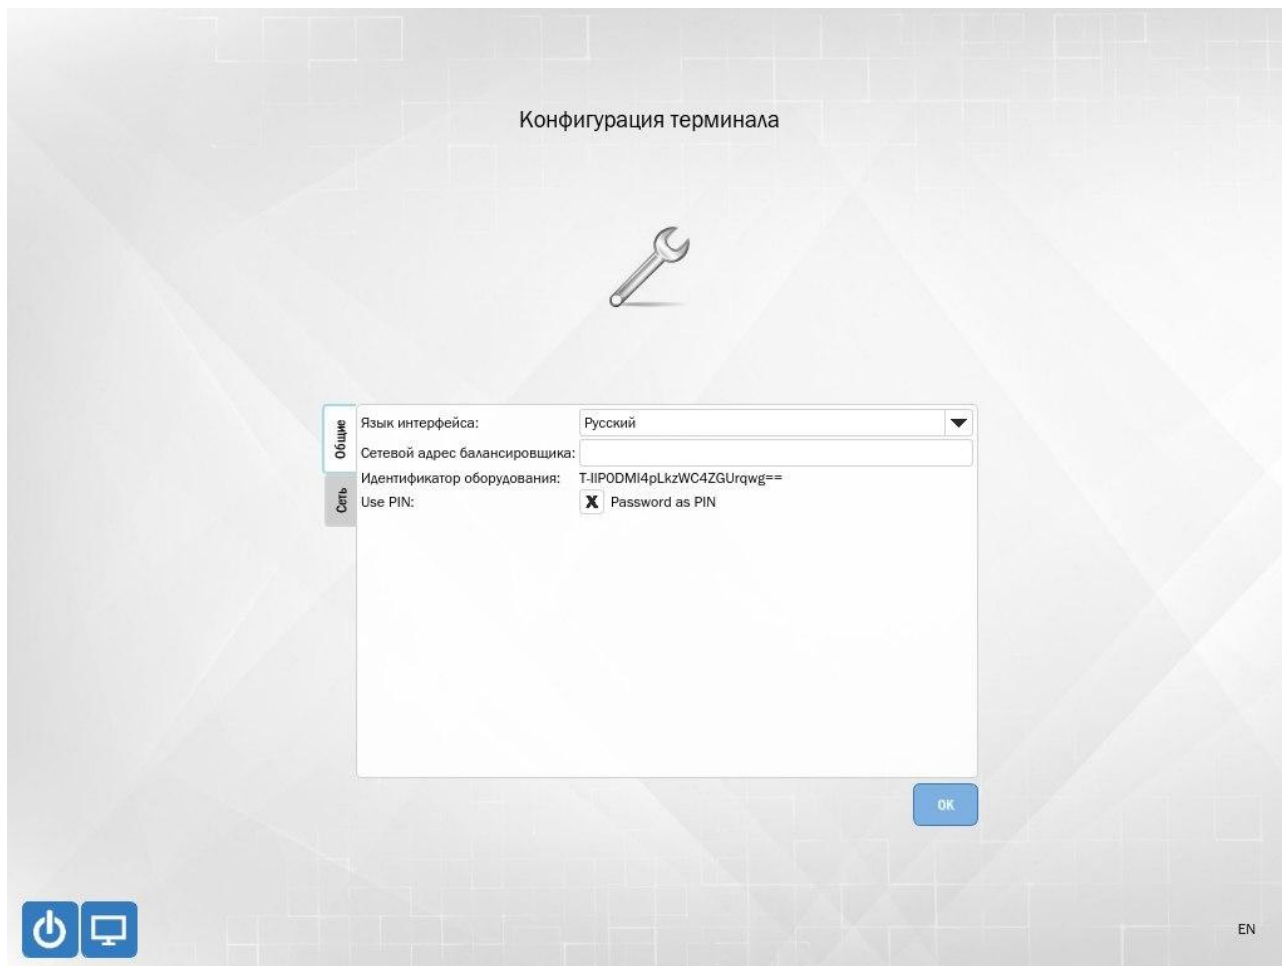 Конфигурация терминала
Общие
Сеть
Язык интерфейса: Русский
Сетевой адрес балансировщика:
Идентификатор оборудования: T-IIPODMI4pLkzWC4ZGUrqwg==
Use PIN: X Password as PIN
OK
EN